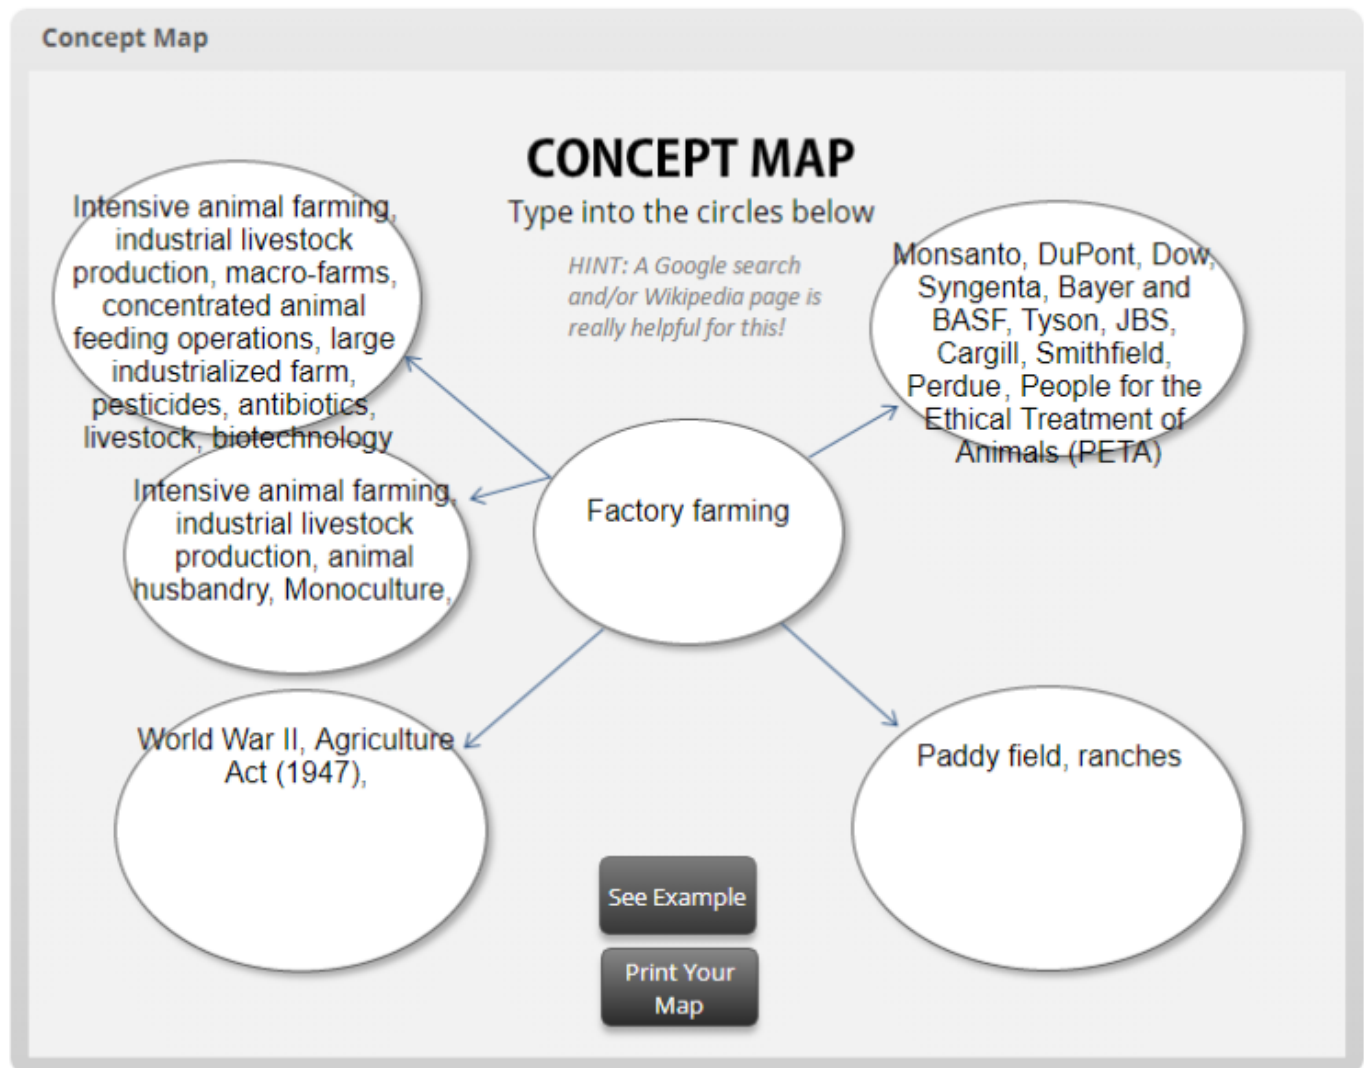 Concept Map
CONCEPT MAP
Type into the circles below
HINT: A Google search
and/or Wikipedia page is
really helpful for this!
Intensive animal farming,
industrial livestock
production, macro-farms,
concentrated animal
feeding operations, large
industrialized farm,
pesticides, antibiotics,
livestock, biotechnology
Monsanto, DuPont, Dow,
Syngenta, Bayer and
BASF, Tyson, JBS,
Cargill, Smithfield,
Perdue, People for the
Ethical Treatment of
Animals (PETA)
Intensive animal farming,
industrial livestock
production, animal
husbandry, Monoculture,
Factory farming
World War II, Agriculture
Act (1947),
Paddy field, ranches
See Example
Print Your
Map